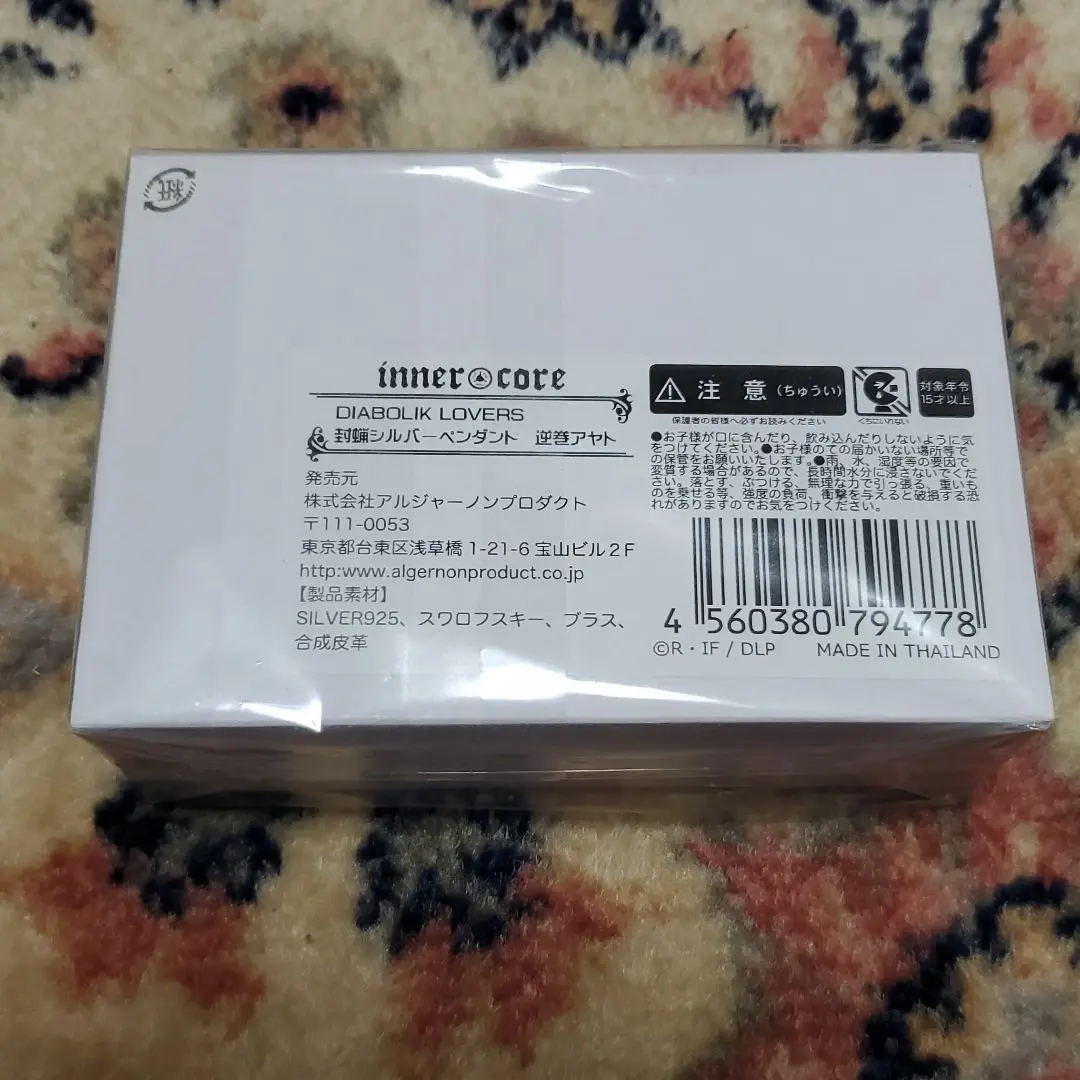 紙
inner core
DIABOLIK LOVERS
封蝋シルバーペンダント 逆巻アヤト
発売元
株式会社アルジャーノンプロダクト
〒111-0053
東京都台東区浅草橋1-21-6宝山ビル2F
http:www.algernonproduct.co.jp
【製品素材】
SILVER925、スワロフスキー、ブラス、
合成皮革
注意(ちゅうい)
保護者の皆様へ必ずお読みください
くちにいれない
対象年令
15才以上
●お子様が口に含んだり、飲み込んだりしないように気
をつけてください。●お子様のての届かいない場所等で
の保管をお願いいたします。●雨、水、湿度等の要因で
変質する場合があるので、長時間水分に浸さないでくだ
さい。落とす、ぶつける、無理な力で引っ張る、重いも
のを乗せる等、強度の負荷、衝撃を与えると破損する恐
れがありますのでお気をつけください。
4 560380 794778
©R・IF / DLP MADE IN THAILAND